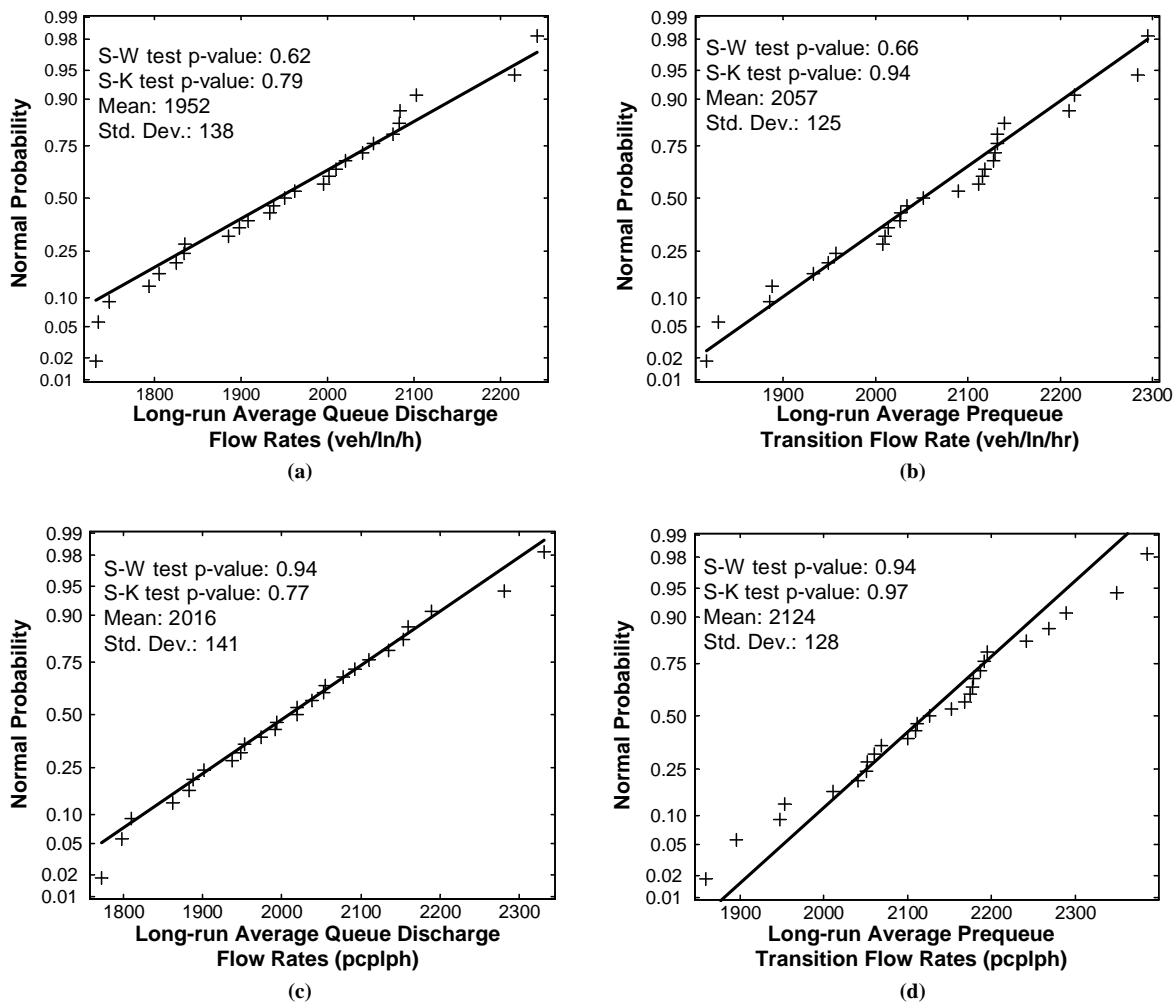 0.99
0.98
0.95
0.90
0.75
0.50
0.25
0.10
0.05
0.02
0.01
Normal Probability
S-W test p-value: 0.62
S-K test p-value: 0.79
Mean: 1952
Std. Dev.: 138
1800 1900 2000 2100 2200
Long-run Average Queue Discharge
Flow Rates (veh/ln/h)
(a)
0.99
0.98
0.95
0.90
0.75
0.50
0.25
0.10
0.05
0.02
0.01
Normal Probability
S-W test p-value: 0.66
S-K test p-value: 0.94
Mean: 2057
Std. Dev.: 125
1900 2000 2100 2200 2300
Long-run Average Prequeue
Transition Flow Rate (veh/ln/hr)
(b)
0.99
0.98
0.95
0.90
0.75
0.50
0.25
0.10
0.05
0.02
0.01
Normal Probability
S-W test p-value: 0.94
S-K test p-value: 0.77
Mean: 2016
Std. Dev.: 141
1800 1900 2000 2100 2200 2300
Long-run Average Queue Discharge
Flow Rates (pcplph)
(c)
0.99
0.98
0.95
0.90
0.75
0.50
0.25
0.10
0.05
0.02
0.01
Normal Probability
S-W test p-value: 0.94
S-K test p-value: 0.97
Mean: 2124
Std. Dev.: 128
1900 2000 2100 2200 2300
Long-run Average Prequeue
Transition Flow Rates (pcplph)
(d)